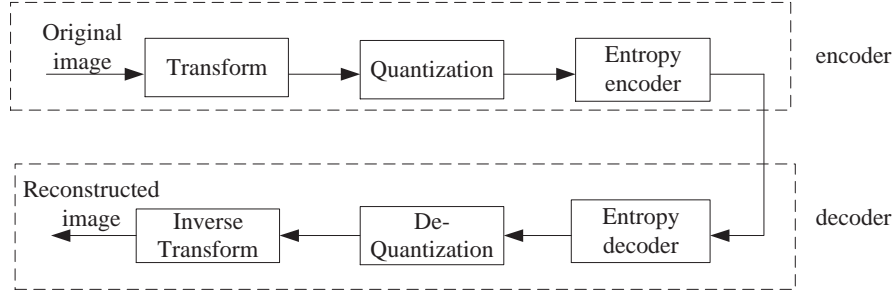 Original
image
Transform
Quantization
Entropy
encoder
encoder
Reconstructed
image
Inverse
Transform
De-
Quantization
Entropy
decoder
decoder